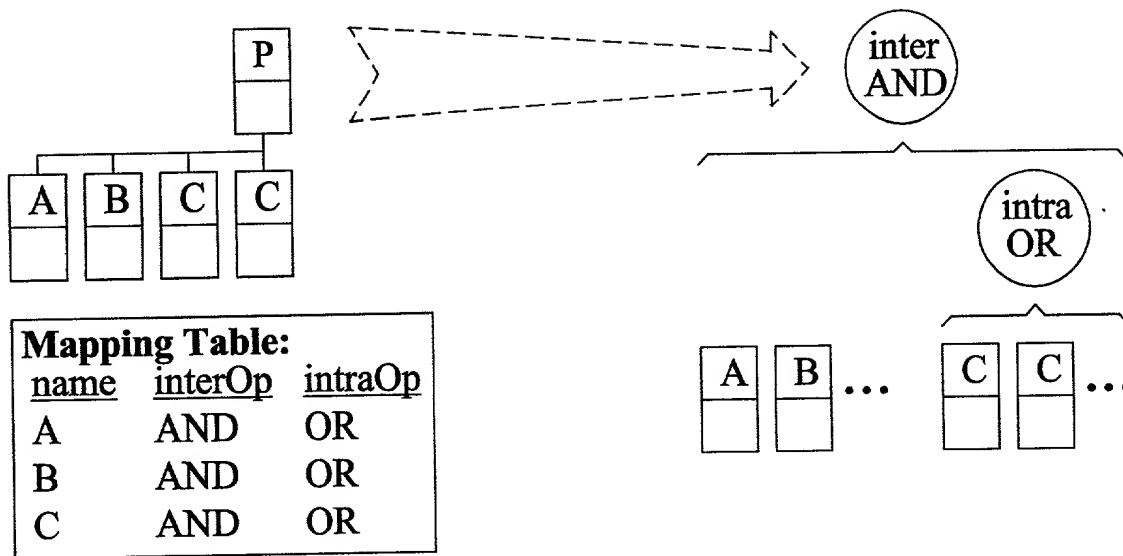 P
inter
AND
A B C C
intra
OR
Mapping Table:
name interOp intraOp
A AND OR
B AND OR
C AND OR
A B ... C C ...